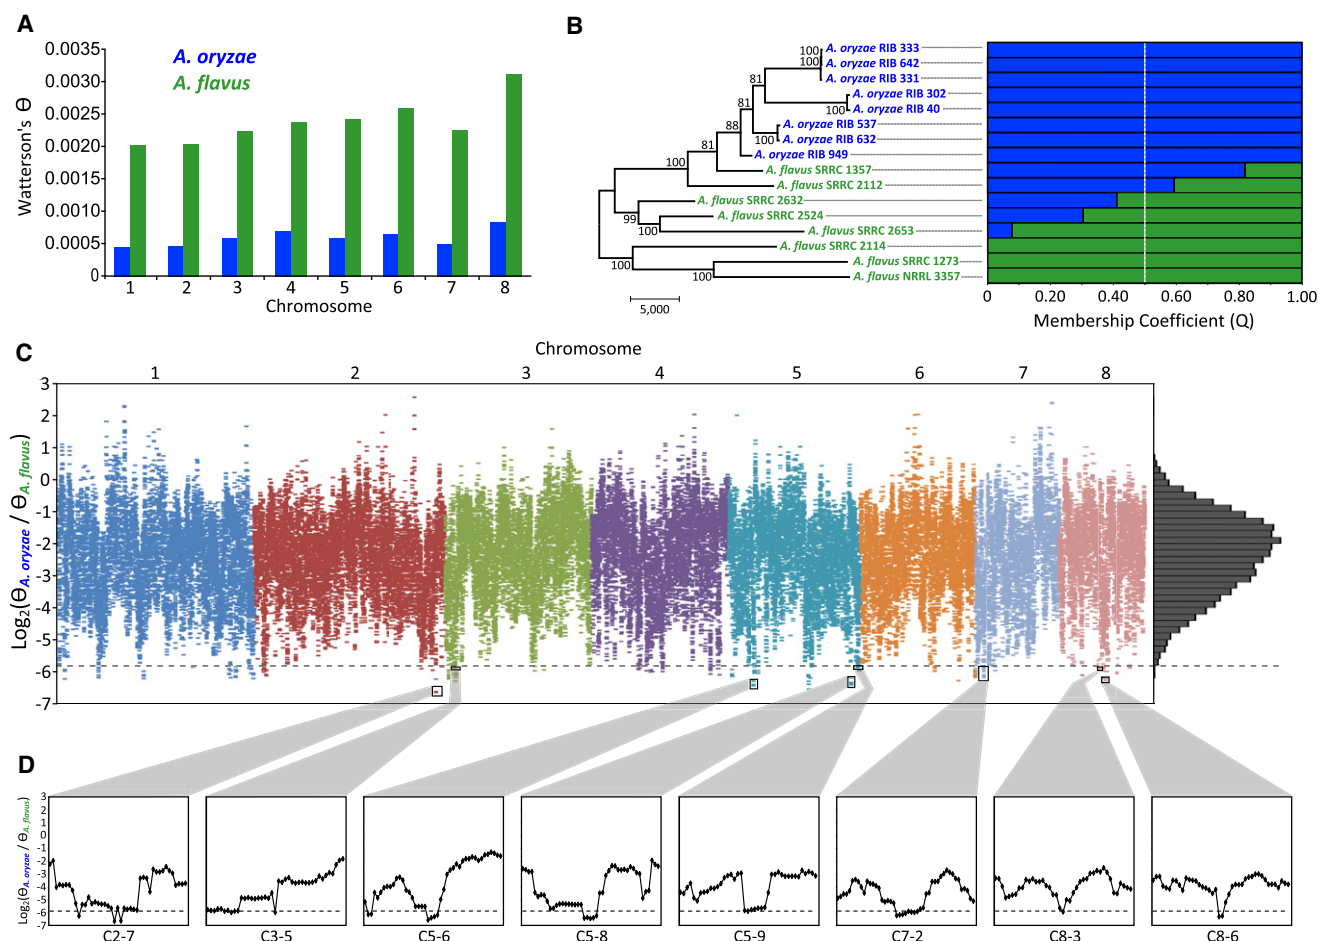 A
A. oryzae
A. flavus
Watterson's Θ
0.0035
0.0030
0.0025
0.0020
0.0015
0.0010
0.0005
0
1 2 3 4 5 6 7 8
Chromosome
B
A. oryzae RIB 333
A. oryzae RIB 642
A. oryzae RIB 331
A. oryzae RIB 302
A. oryzae RIB 40
A. oryzae RIB 537
A. oryzae RIB 632
A. oryzae RIB 949
A. flavus SRRC 1357
A. flavus SRRC 2112
A. flavus SRRC 2632
A. flavus SRRC 2524
A. flavus SRRC 2653
A. flavus SRRC 2114
A. flavus SRRC 1273
A. flavus NRRL 3357
100
100
81
100
81
88
100
81
100
99
100
100
5,000
0 0.20 0.40 0.60 0.80 1.00
Membership Coefficient (Q)
C
Chromosome
1 2 3 4 5 6 7 8
Log2(ΘA. oryzae / ΘA. flavus)
3
2
1
0
-1
-2
-3
-4
-5
-6
-7
D
Log2(ΘA. oryzae / ΘA. flavus)
3
2
1
0
-1
-2
-3
-4
-5
-6
-7
C2-7 C3-5 C5-6 C5-8 C5-9 C7-2 C8-3 C8-6